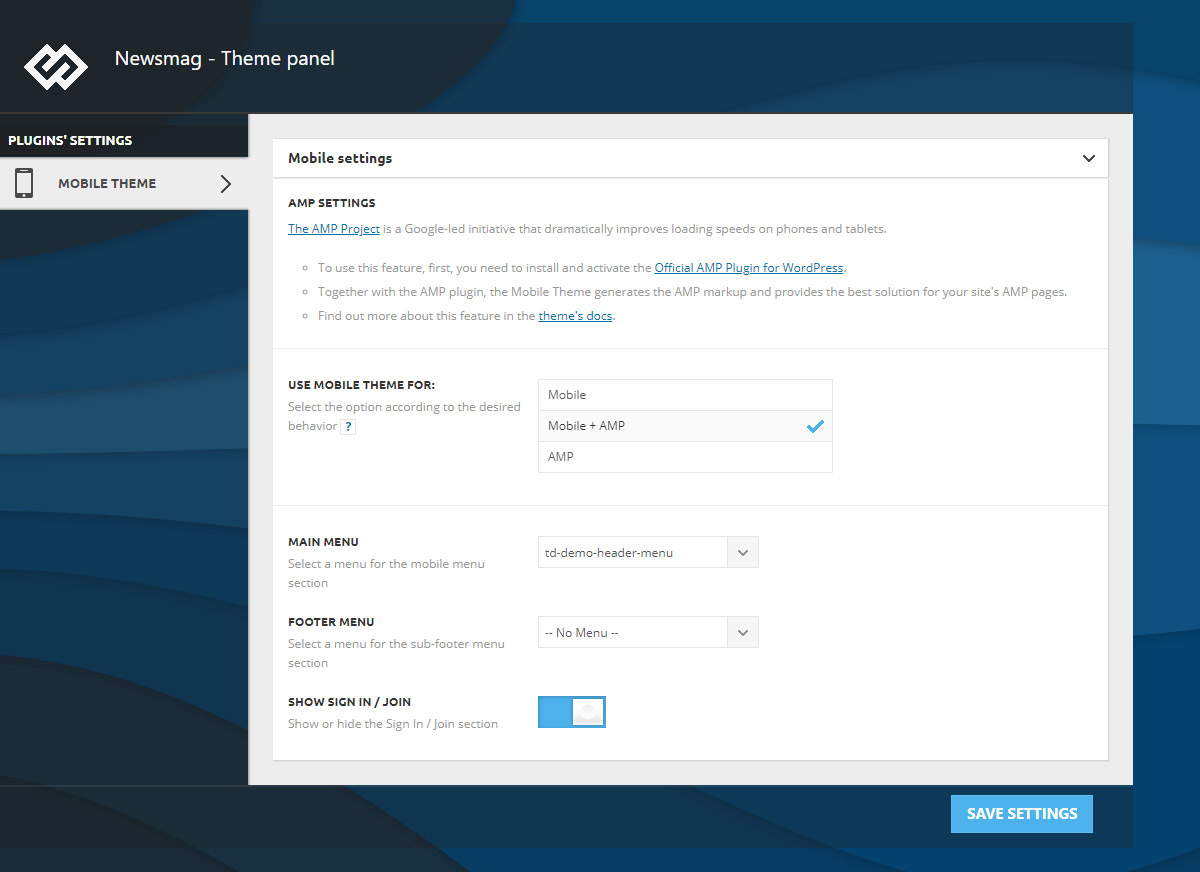 Newsmag - Theme panel
PLUGINS' SETTINGS
MOBILE THEME
Mobile settings
AMP SETTINGS
The AMP Project is a Google-led initiative that dramatically improves loading speeds on phones and tablets.
To use this feature, first, you need to install and activate the Official AMP Plugin for WordPress.
Together with the AMP plugin, the Mobile Theme generates the AMP markup and provides the best solution for your site's AMP pages.
Find out more about this feature in the theme's docs.
USE MOBILE THEME FOR:
Select the option according to the desired
behavior ?
Mobile
Mobile + AMP
AMP
MAIN MENU
Select a menu for the mobile menu
section
td-demo-header-menu
FOOTER MENU
Select a menu for the sub-footer menu
section
-- No Menu --
SHOW SIGN IN / JOIN
Show or hide the Sign In / Join section
SAVE SETTINGS